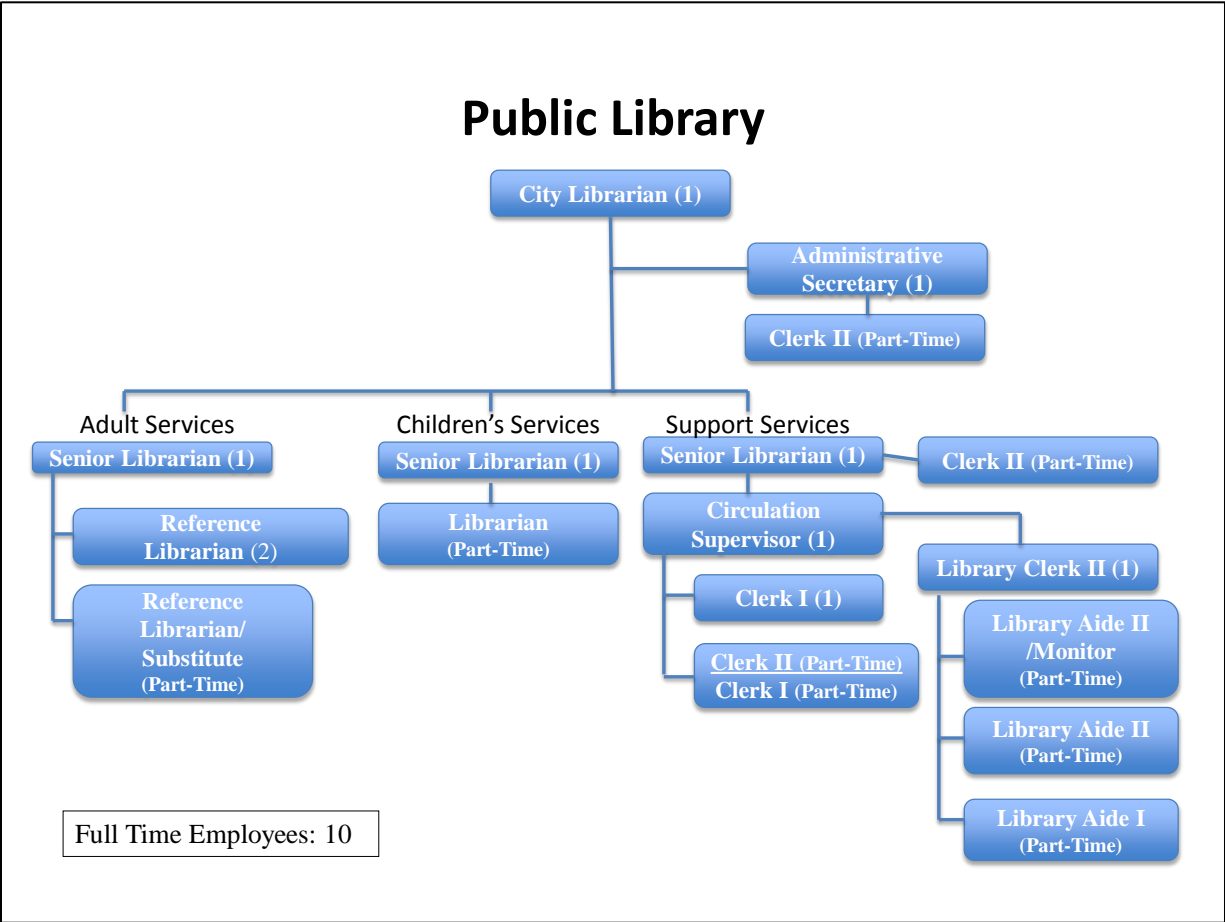 Public Library
City Librarian (1)
Administrative
Secretary (1)
Clerk II (Part-Time)
Adult Services
Senior Librarian (1)
Reference
Librarian (2)
Reference
Librarian/
Substitute
(Part-Time)
Children’s Services
Senior Librarian (1)
Librarian
(Part-Time)
Support Services
Senior Librarian (1)
Clerk II (Part-Time)
Circulation
Supervisor (1)
Clerk I (1)
Clerk II (Part-Time)
Clerk I (Part-Time)
Library Clerk II (1)
Library Aide II
/Monitor
(Part-Time)
Library Aide II
(Part-Time)
Library Aide I
(Part-Time)
Full Time Employees: 10